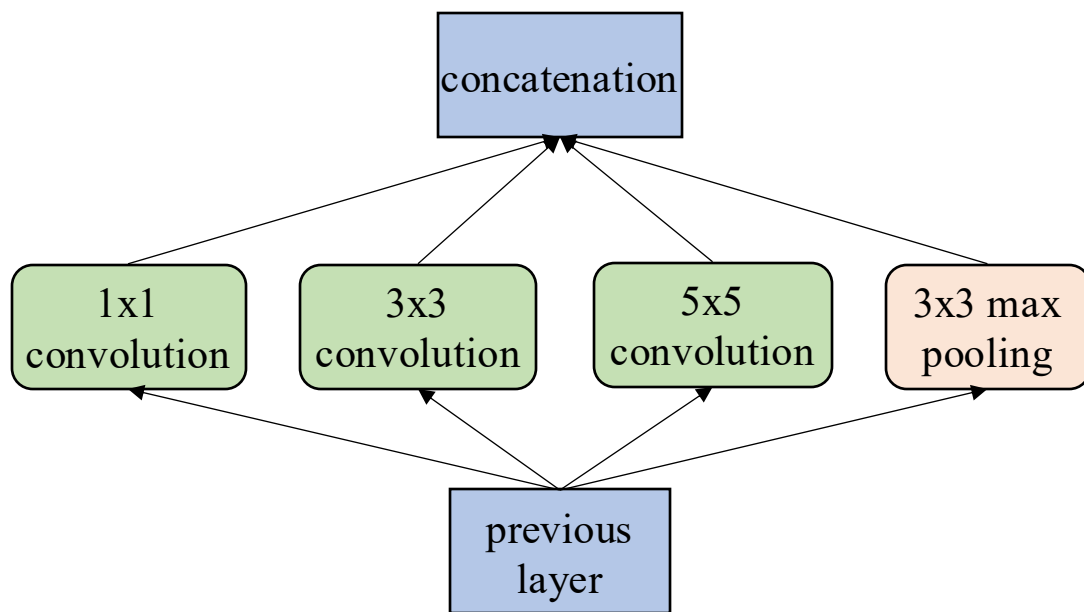 concatenation
1x1
convolution
3x3
convolution
5x5
convolution
3x3 max
pooling
previous
layer